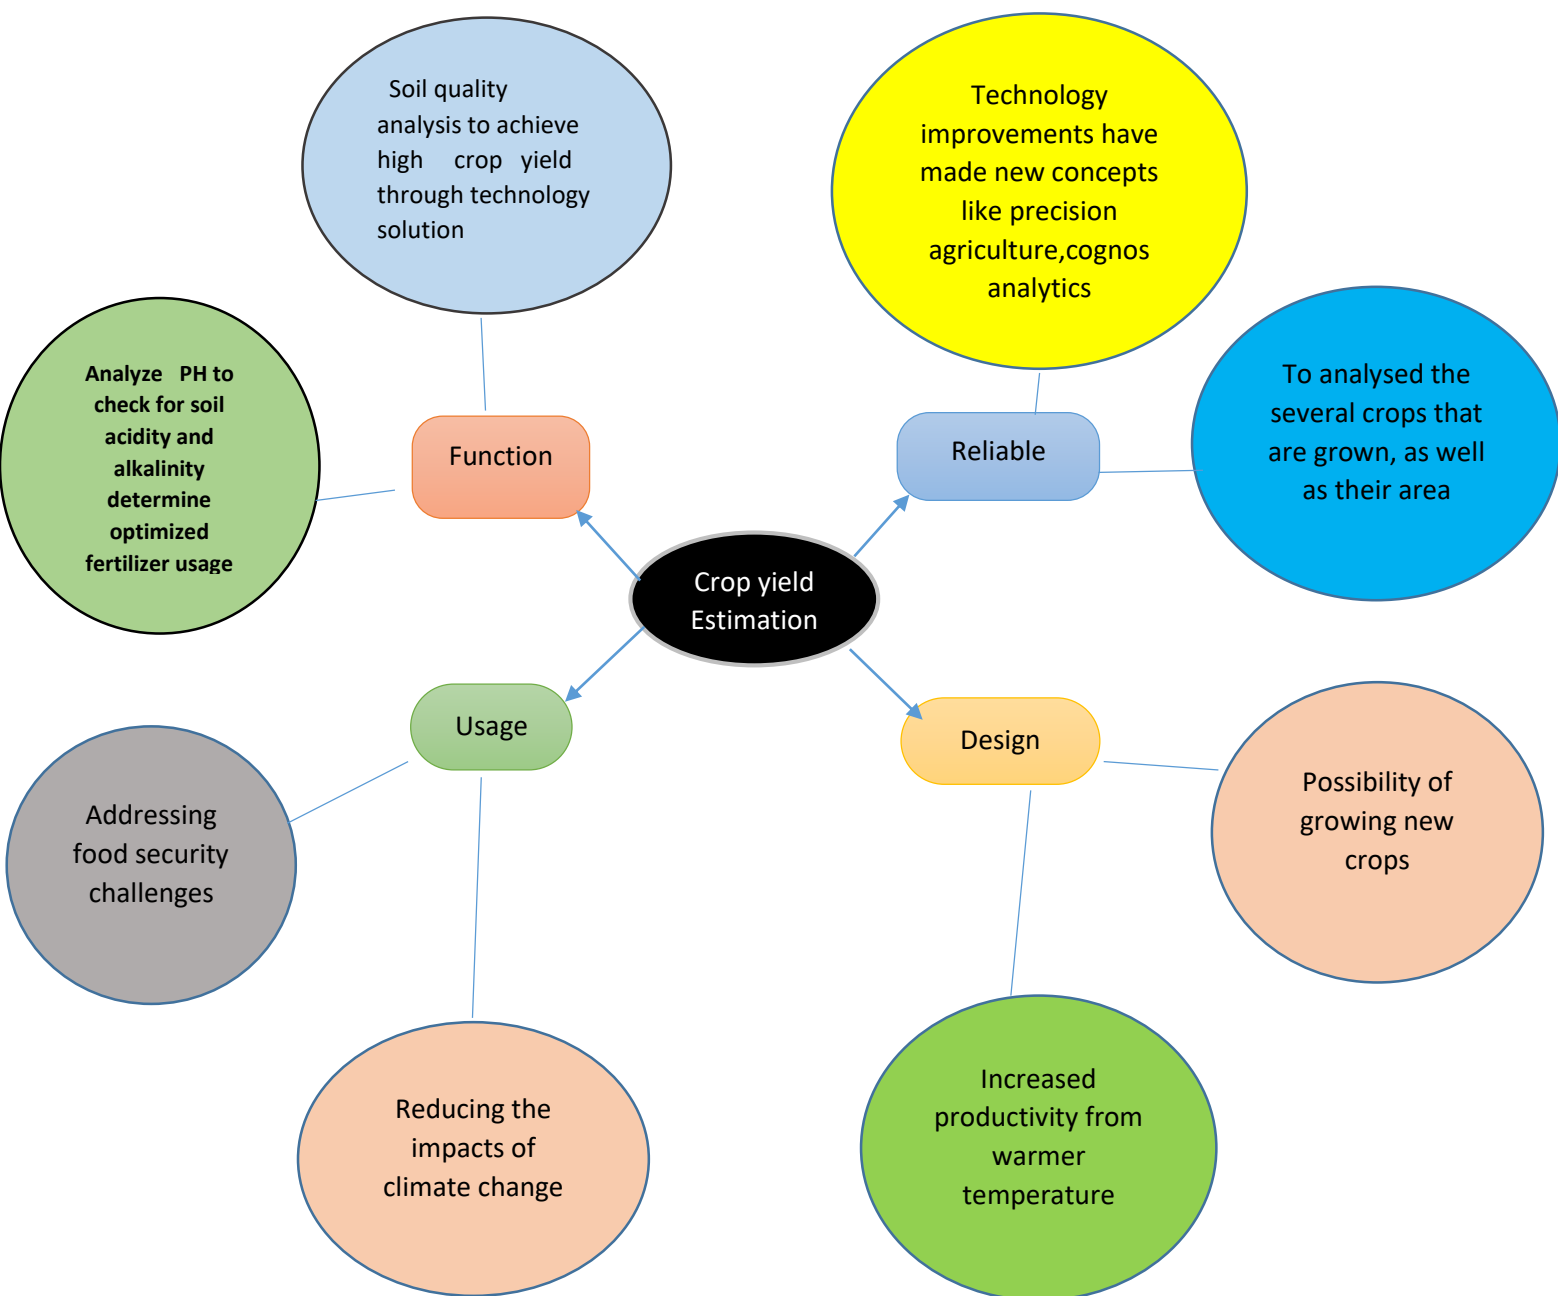 Soil quality
analysis to achieve
high crop yield
through technology
solution
Technology
improvements have
made new concepts
like precision
agriculture,cognos
analytics
Analyze PH to
check for soil
acidity and
alkalinity
determine
optimized
fertilizer usage
Function
Reliable
To analysed the
several crops that
are grown, as well
as their area
Crop yield
Estimation
Usage
Design
Addressing
food security
challenges
Possibility of
growing new
crops
Reducing the
impacts of
climate change
Increased
productivity from
warmer
temperature